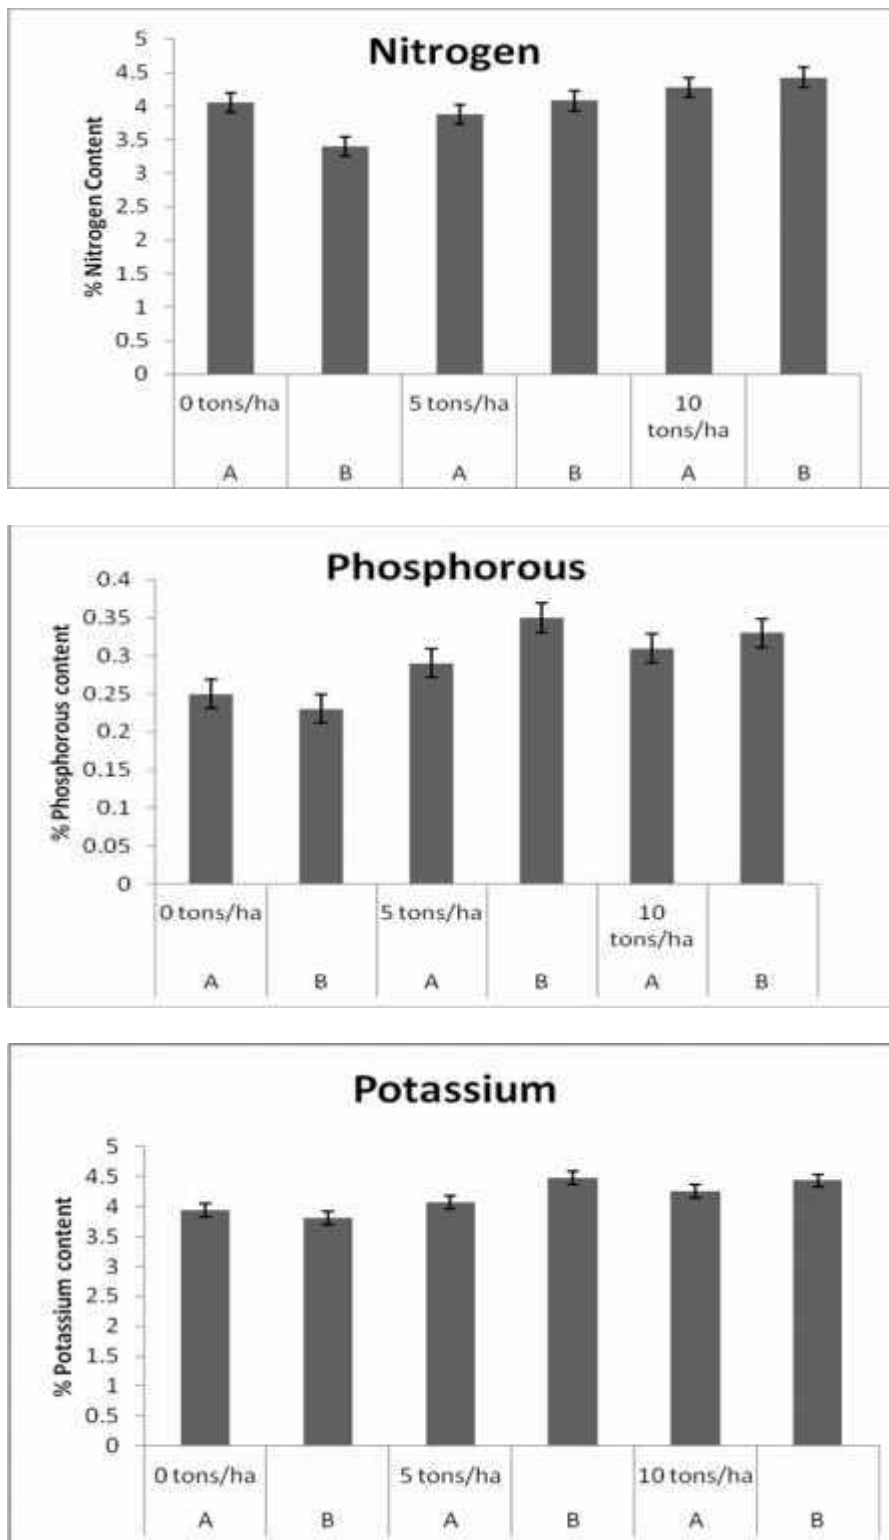 Nitrogen
% Nitrogen Content
5
4.5
4
3.5
3
2.5
2
1.5
1
0.5
0
0 tons/ha 5 tons/ha 10
tons/ha
A B A B A B
Phosphorous
% Phosphorous content
0.4
0.35
0.3
0.25
0.2
0.15
0.1
0.05
0
0 tons/ha 5 tons/ha 10
tons/ha
A B A B A B
Potassium
% Potassium content
5
4.5
4
3.5
3
2.5
2
1.5
1
0.5
0
0 tons/ha 5 tons/ha 10 tons/ha
A B A B A B